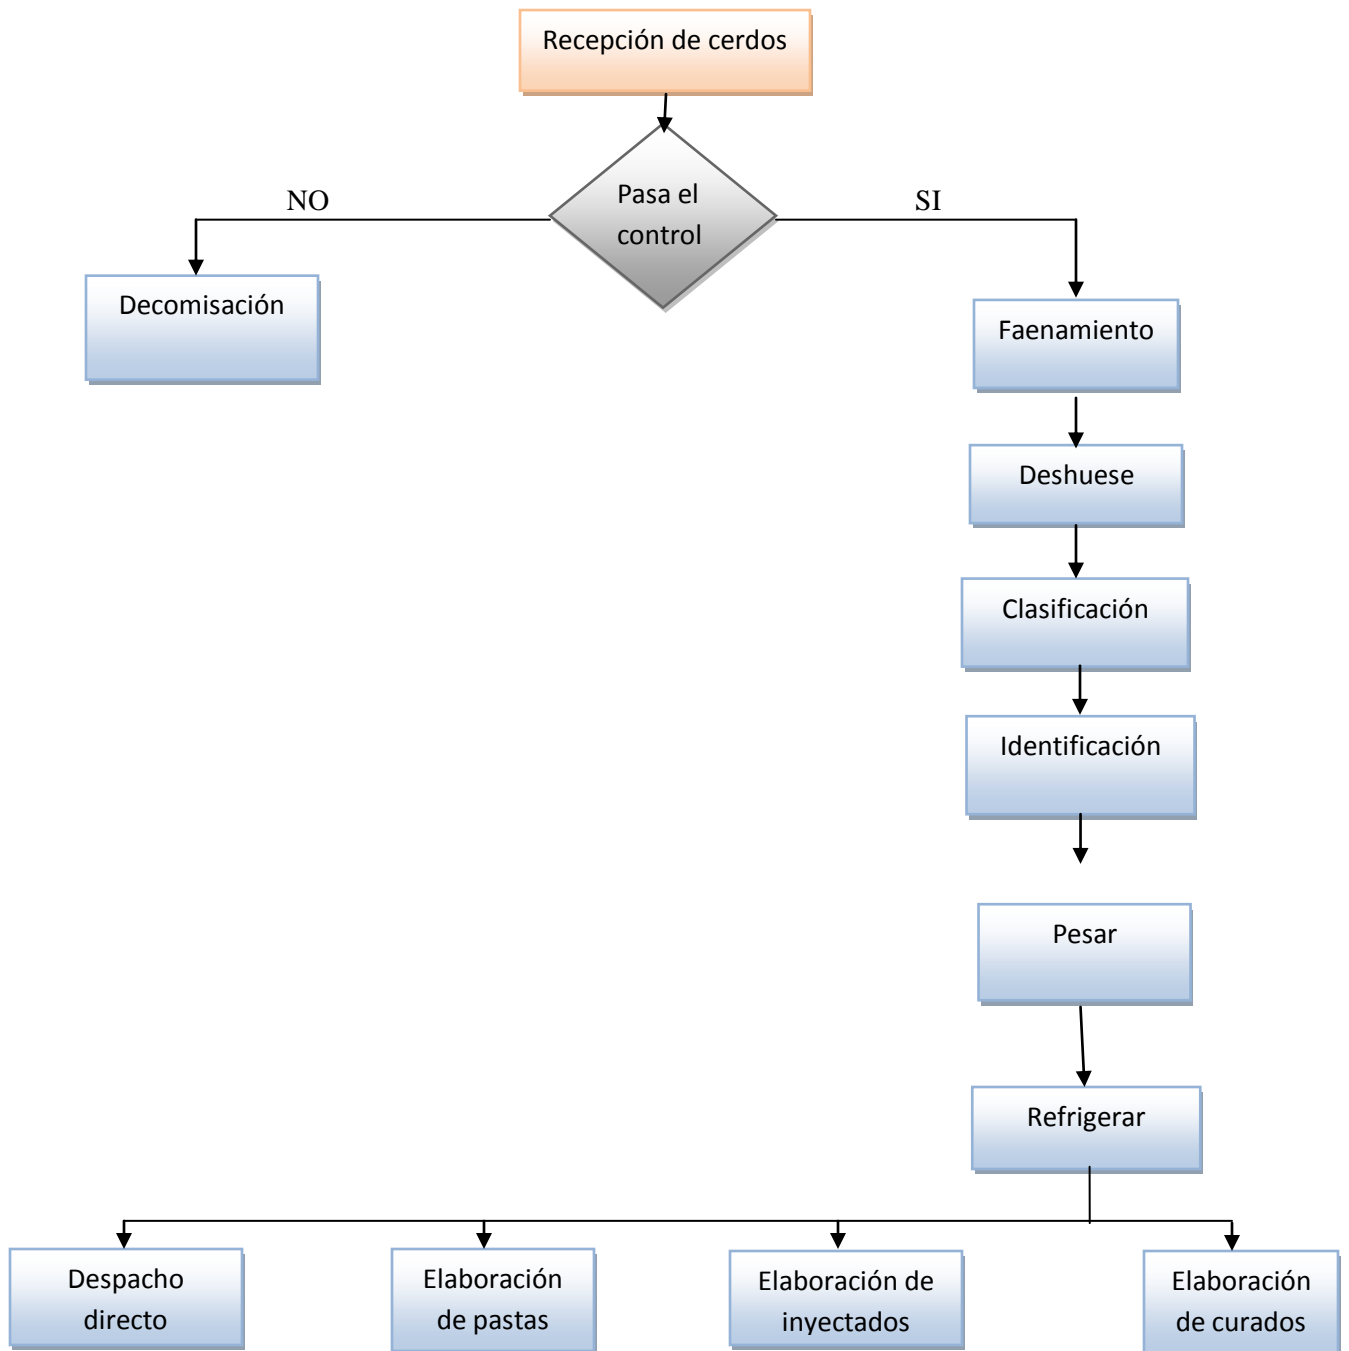 Recepción de cerdos
Pasa el
control
NO
SI
Decomisación
Faenamiento
Deshuese
Clasificación
Identificación
Pesar
Refrigerar
Despacho
directo
Elaboración
de pastas
Elaboración de
inyectados
Elaboración
de curados